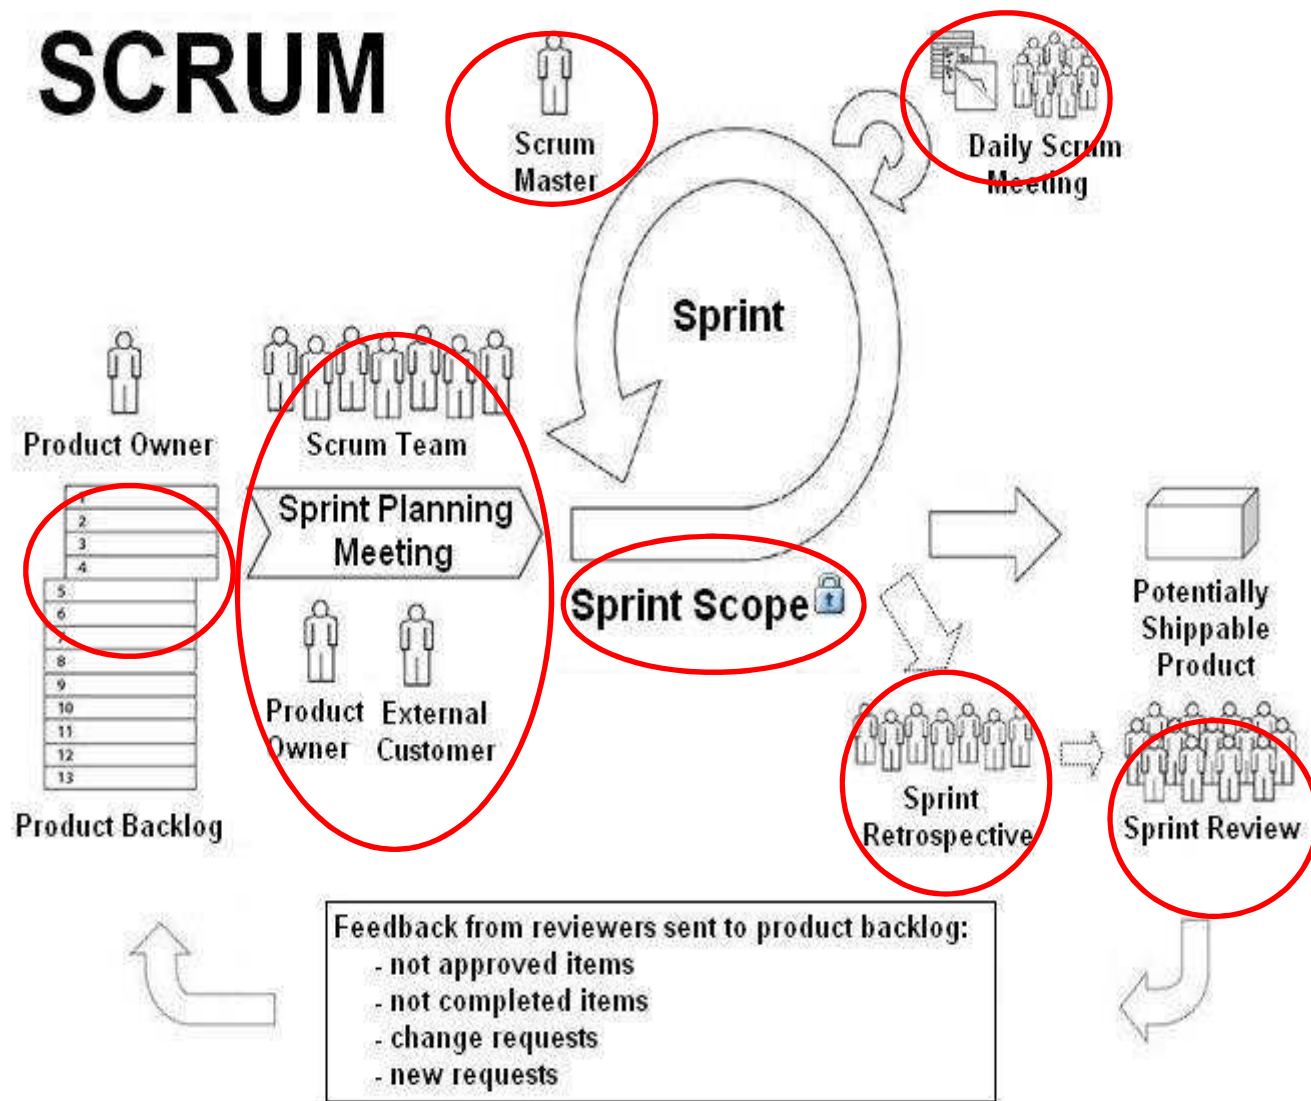 SCRUM
Scrum
Master
Daily Scrum
Meeting
Sprint
Product Owner
Scrum Team
1
2
3
4
5
6
7
8
9
10
11
12
13
Product Backlog
Sprint Planning
Meeting
Product
Owner
External
Customer
Sprint Scope
Potentially
Shippable
Product
Sprint
Retrospective
Sprint Review
Feedback from reviewers sent to product backlog:
- not approved items
- not completed items
- change requests
- new requests